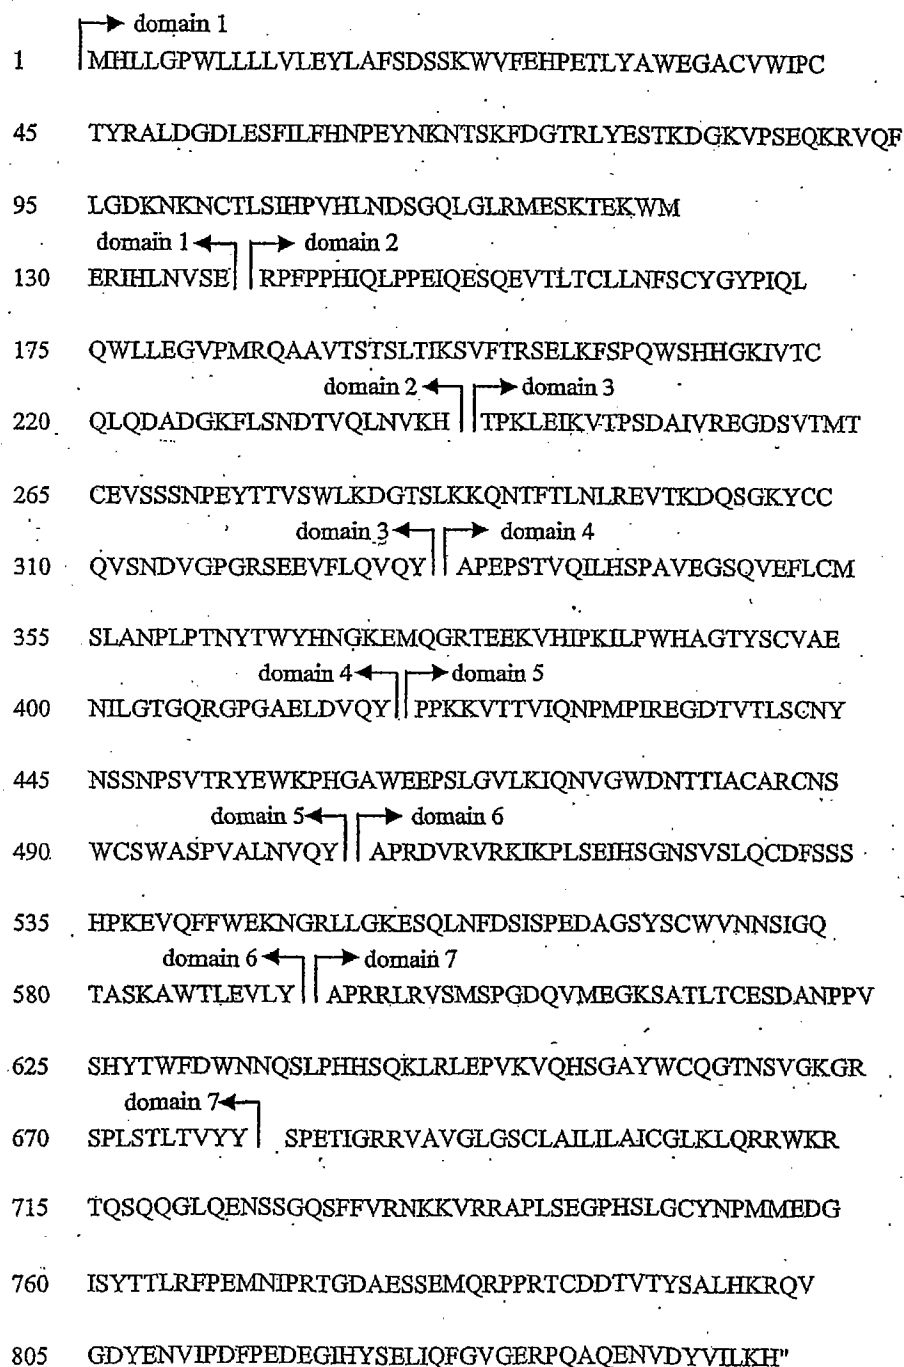 domain 1
1 MHLLGPWLLLLVLEYLAFSDSSKWVFEHPETLYAWEGACVWIPC
45 TYRALDGDLESFILFHNPEYNKNTSKFDGTRLYESTKDGKVPSEQKRVQF
95 LGDKNKNCTLSIHPVHLNDSGQLGLRMESKTEKWM
domain 1 domain 2
130 ERIHLNVSE RPFPPHIQLPPEIQESQEVTLTCLLNFSCYGYPIQL
175 QWLLEGVPMRQAAVTSTSLTIKSVFTRSELKFSPQWSHHGKIVTC
domain 2 domain 3
220 QLQDADGKFLSNDTVQLNVKH TPKLEIKVTPSDAIVREGDSVTMT
265 CEVSSSNPEYTTVSWLKDGTSLKKQNTFTLNLREVTKDQSGKYCC
domain 3 domain 4
310 QVSNDVGPGRSEEVFLQVQY APEPSTVQILHSPAVEGSQVEFLCM
355 SLANPLPTNYTWYHNGKEMQGRTEEKVHIPKILPWHAGTYSCVAE
domain 4 domain 5
400 NILGTGQRGPGAELDVQY PPKKVTTVIQNPMPIREGDTVTLSCNY
445 NSSNPSVTRYEWKPHGAWEEPSLGVLKIQNVGWDNTTIACARCNS
domain 5 domain 6
490 WCSWASPVALNVQY APRDVRVRKIKPLSEIHSGNSVSLQCDFSSS
535 HPKEVQFFWEKNGRLLGKESQLNFDSISPEDAGSYSCWVNNSIGQ
domain 6 domain 7
580 TASKAWTLEVLY APRRLRVSMSPGDQVMEGKSATLTCESDANPPV
625 SHYTWFDWNNQSLPHHSQKLRLEPVKVQHSGAYWCQGTNSVGKGR
domain 7
670 SPLSTLTVYY SPETIGRRVAVGLGSCLAILILAICGLKLQRRWKR
715 TQSQQGLQENSSGQSFFVRNKKVRRAPLSEGPHSLGCYNPMMEDG
760 ISYTTLRFPEMNIPRTGDAESSEMQRPPRTCDDTVTYSALHKRQV
805 GDYENVIPDFPEDEGIHYSELIQFGVGERPQAQENVDYVILKH"